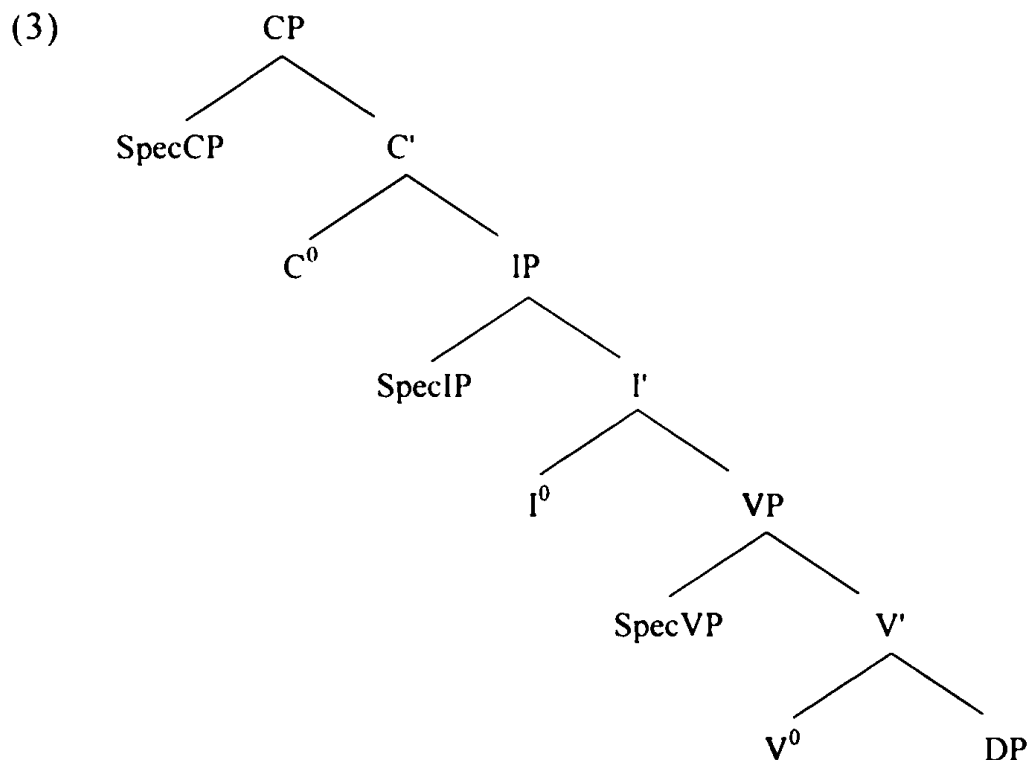 (3) CP
SpecCP C'
C⁰ IP
SpecIP I'
I⁰ VP
SpecVP V'
V⁰ DP